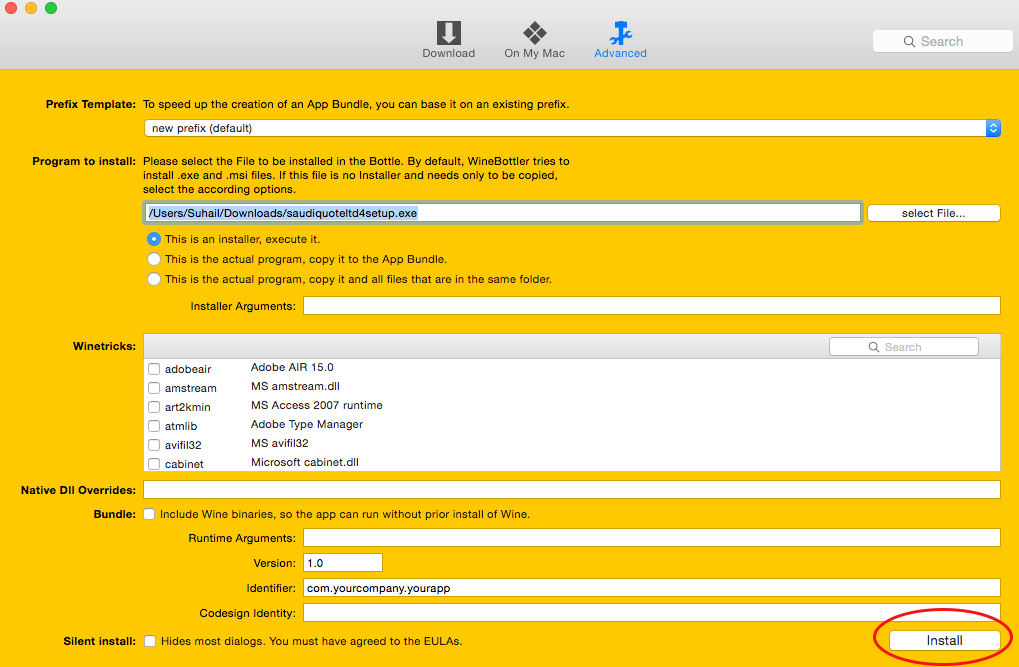 Download
On My Mac
Advanced
Search
Prefix Template: To speed up the creation of an App Bundle, you can base it on an existing prefix.
new prefix (default)
Program to install: Please select the File to be installed in the Bottle. By default, WineBottler tries to
install .exe and .msi files. If this file is no Installer and needs only to be copied,
select the according options.
/Users/Suhail/Downloads/saudiquoteltd4setup.exe
select File...
This is an installer, execute it.
This is the actual program, copy it to the App Bundle.
This is the actual program, copy it and all files that are in the same folder.
Installer Arguments:
Winetricks:
Search
adobeair Adobe AIR 15.0
amstream MS amstream.dll
art2kmin MS Access 2007 runtime
atmlib Adobe Type Manager
avifil32 MS avifil32
cabinet Microsoft cabinet.dll
Native Dll Overrides:
Bundle: Include Wine binaries, so the app can run without prior install of Wine.
Runtime Arguments:
Version: 1.0
Identifier: com.yourcompany.yourapp
Codesign Identity:
Silent install: Hides most dialogs. You must have agreed to the EULAs.
Install